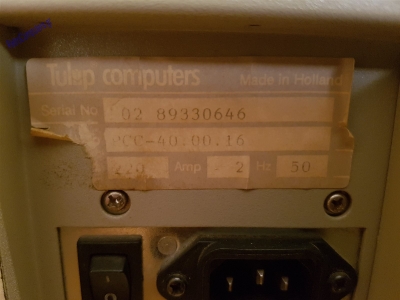 Tulip computers Made in Holland
Serial No 02 89330646
PCC-40.00.16
220 Amp 2 Hz 50